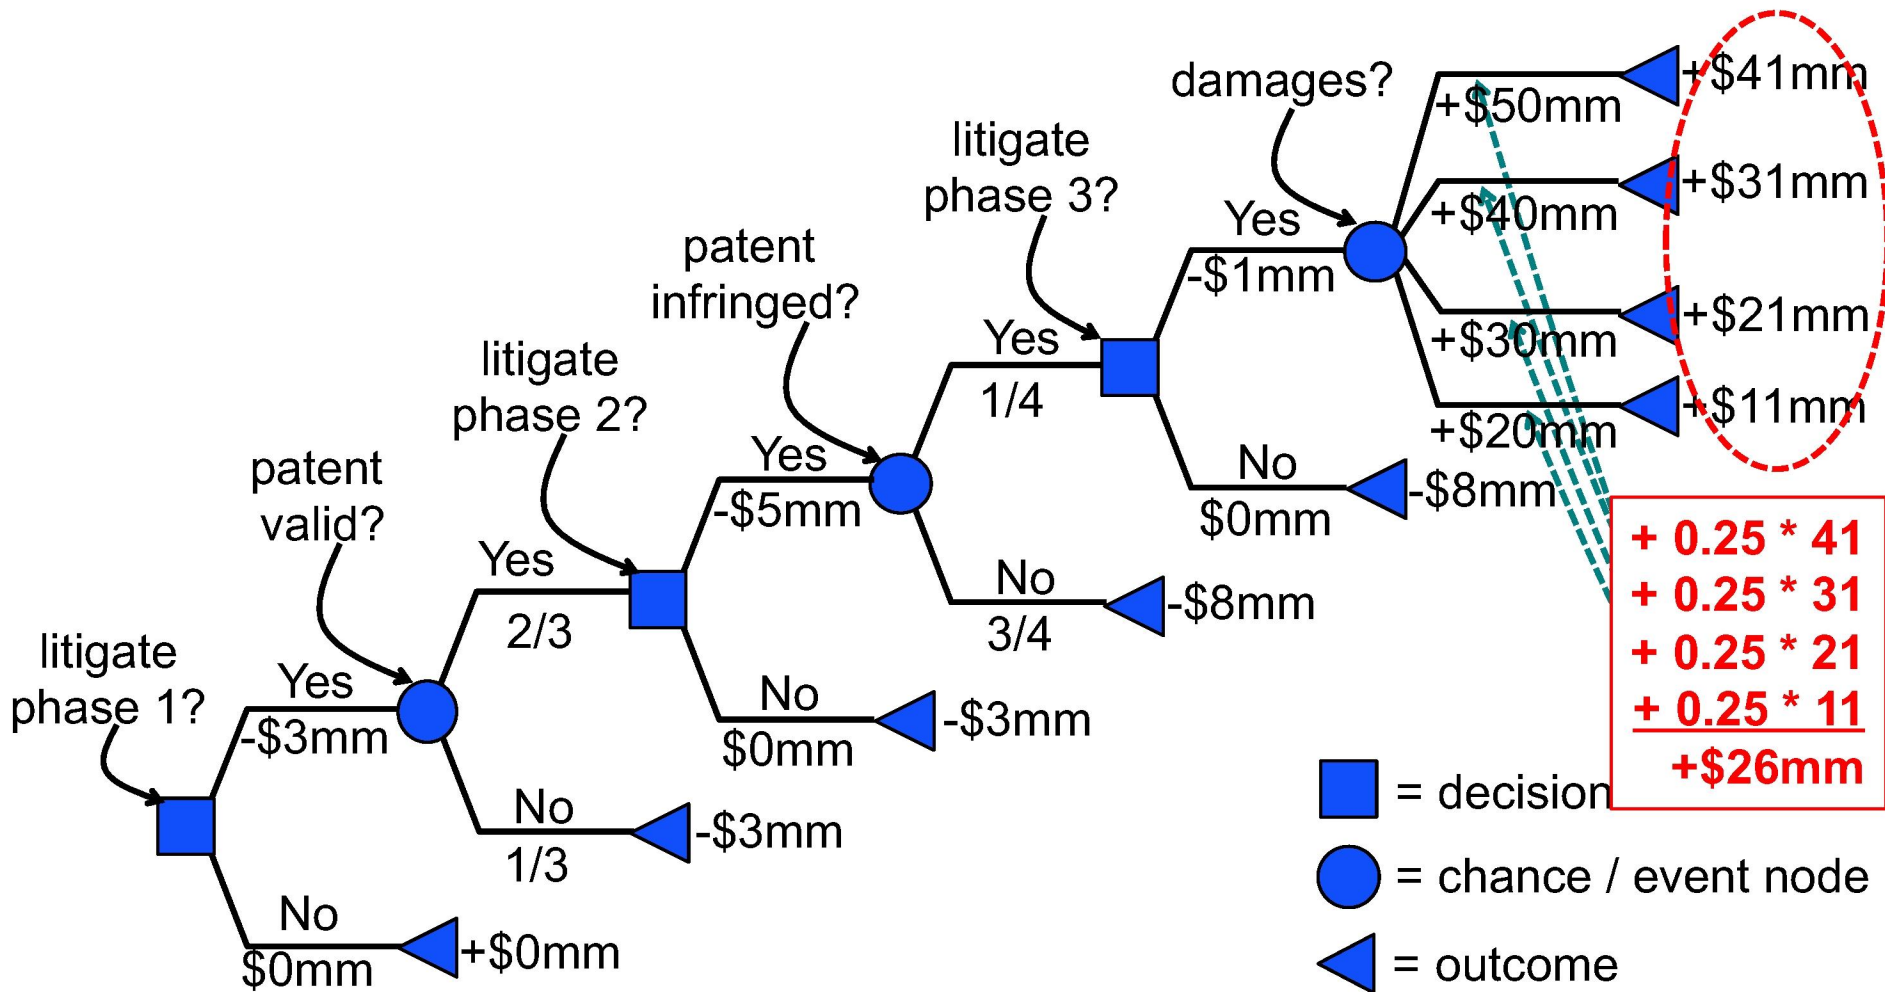 damages?
+$50mm
+$41mm
+$40mm
+$31mm
+$30mm
+$21mm
+$20mm
+$11mm
litigate
phase 3?
Yes
-$1mm
No
$0mm
-$8mm
patent
infringed?
Yes
1/4
No
3/4
-$8mm
litigate
phase 2?
Yes
-$5mm
No
$0mm
-$3mm
patent
valid?
Yes
2/3
No
1/3
-$3mm
litigate
phase 1?
Yes
-$3mm
No
$0mm
+$0mm
+ 0.25 * 41
+ 0.25 * 31
+ 0.25 * 21
+ 0.25 * 11
+$26mm
= decision
= chance / event node
= outcome